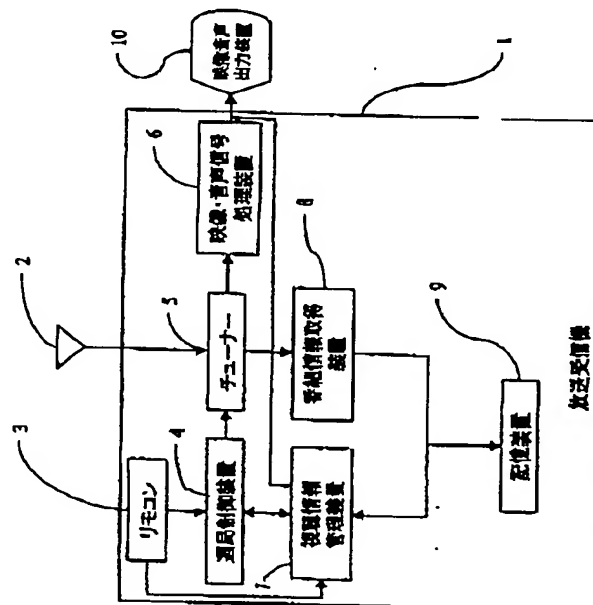 10
映像音声
出力装置
1
6
映像・音声信号
処理装置
2
5
チューナー
8
番組情報取得
装置
9
記憶装置
3
リモコン
4
選局制御装置
7
視聴情報
管理装置
放送受信機